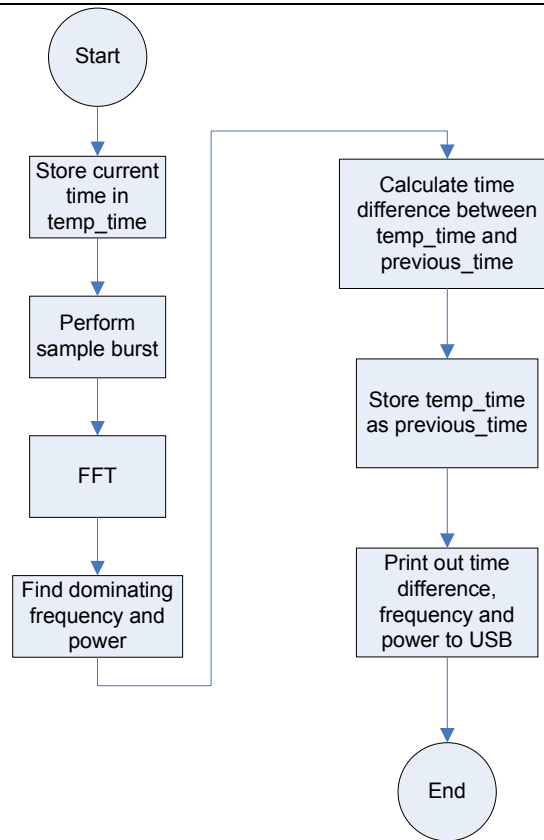 Start
Store current
time in
temp_time
Perform
sample burst
FFT
Find dominating
frequency and
power
Calculate time
difference between
temp_time and
previous_time
Store temp_time
as previous_time
Print out time
difference,
frequency and
power to USB
End